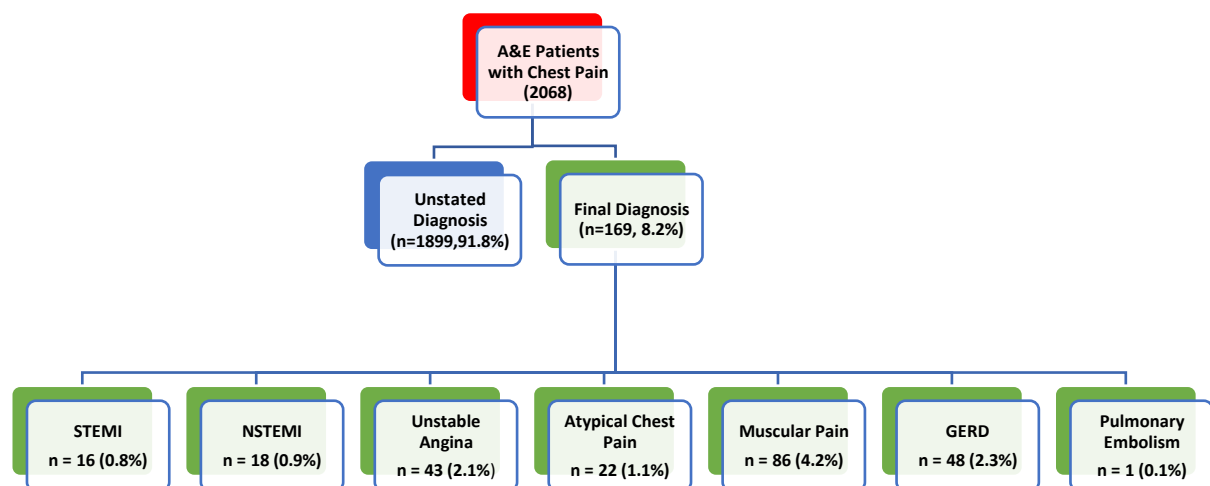 A&E Patients
with Chest Pain
(2068)
Unstated
Diagnosis
(n=1899,91.8%)
Final Diagnosis
(n=169, 8.2%)
STEMI
n = 16 (0.8%)
NSTEMI
n = 18 (0.9%)
Unstable
Angina
n = 43 (2.1%)
Atypical Chest
Pain
n = 22 (1.1%)
Muscular Pain
n = 86 (4.2%)
GERD
n = 48 (2.3%)
Pulmonary
Embolism
n = 1 (0.1%)